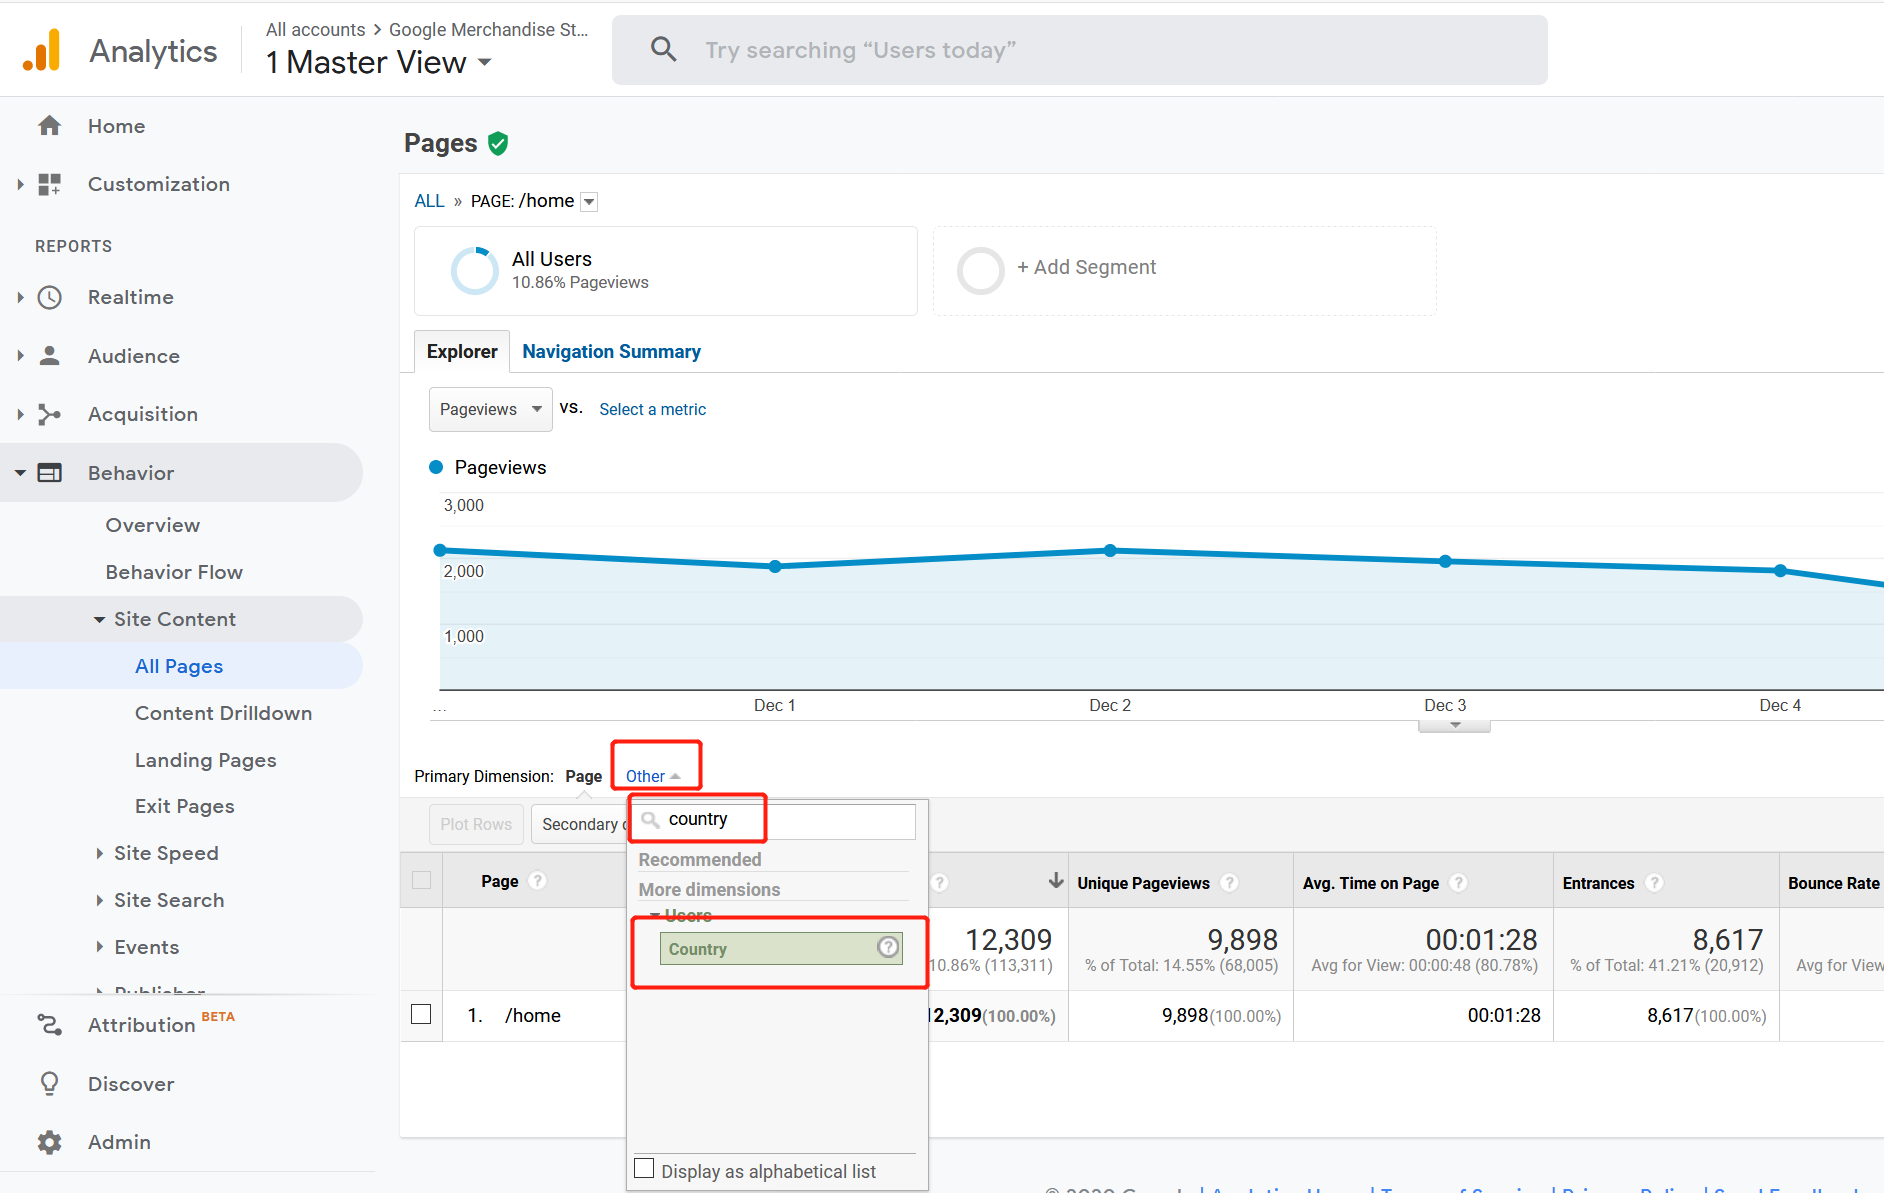 Analytics
All accounts > Google Merchandise St...
1 Master View
Try searching “Users today”
Home
Customization
REPORTS
Realtime
Audience
Acquisition
Behavior
Overview
Behavior Flow
Site Content
All Pages
Content Drilldown
Landing Pages
Exit Pages
Site Speed
Site Search
Events
Publisher
Attribution BETA
Discover
Admin
Pages
ALL » PAGE: /home
All Users
10.86% Pageviews
+ Add Segment
Explorer Navigation Summary
Pageviews VS. Select a metric
Pageviews
3,000
2,000
1,000
... Dec 1 Dec 2 Dec 3 Dec 4
Primary Dimension: Page Other
Plot Rows Secondary
country
Recommended
More dimensions
Users
Country ?
Display as alphabetical list
Page ? ? Unique Pageviews ? Avg. Time on Page ? Entrances ? Bounce Rate
12,309 9,898 00:01:28 8,617
10.86% (113,311) % of Total: 14.55% (68,005) Avg for View: 00:00:48 (80.78%) % of Total: 41.21% (20,912) Avg for View
1. /home 12,309(100.00%) 9,898(100.00%) 00:01:28 8,617(100.00%)